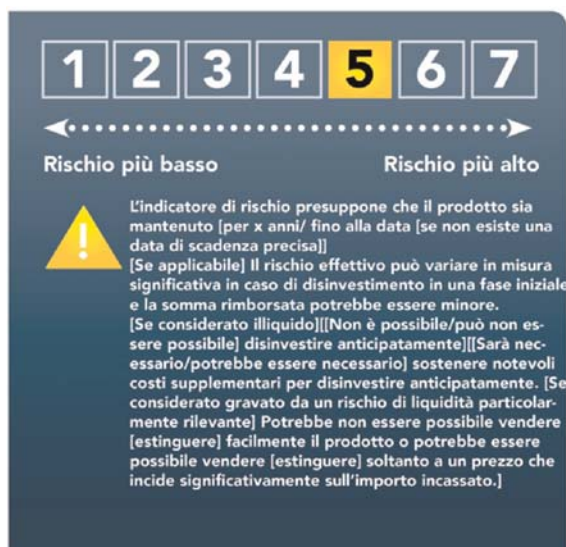 1 2 3 4 5 6 7
Rischio più basso Rischio più alto
L'indicatore di rischio presuppone che il prodotto sia
mantenuto [per x anni/ fino alla data [se non esiste una
data di scadenza precisa]]
[Se applicabile] Il rischio effettivo può variare in misura
significativa in caso di disinvestimento in una fase iniziale
e la somma rimborsata potrebbe essere minore.
[Se considerato illiquido][[Non è possibile/può non es-
sere possibile] disinvestire anticipatamente][[Sarà nec-
essario/potrebbe essere necessario] sostenere notevoli
costi supplementari per disinvestire anticipatamente. [Se
considerato gravato da un rischio di liquidità particolar-
mente rilevante] Potrebbe non essere possibile vendere
[estinguere] facilmente il prodotto o potrebbe essere
possibile vendere [estinguere] soltanto a un prezzo che
incide significativamente sull'importo incassato.]